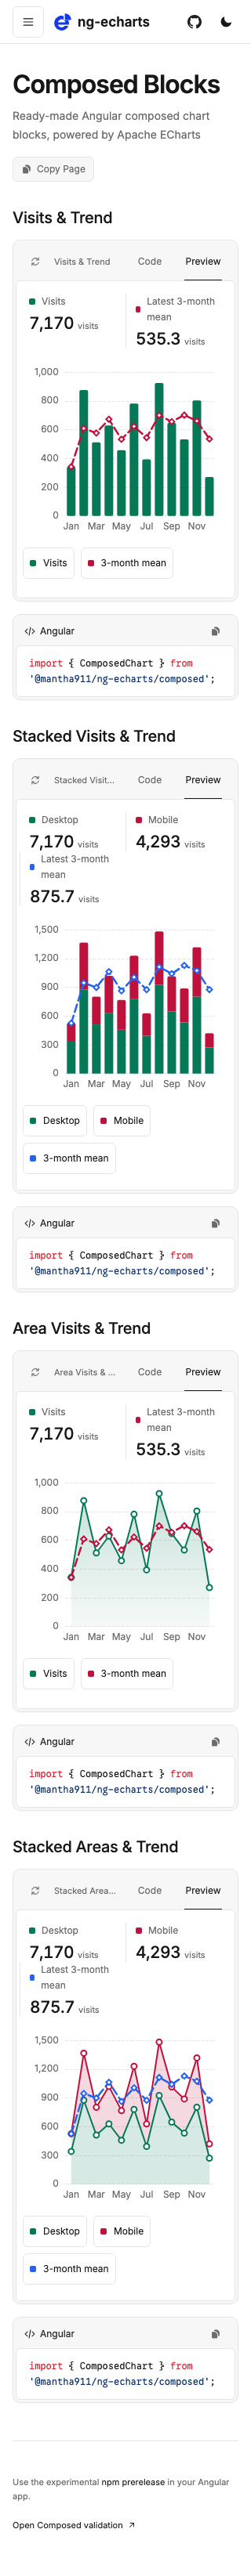 ng-echarts
Composed Blocks
Ready-made Angular composed chart
blocks, powered by Apache ECharts
Copy Page
Visits & Trend
Visits & Trend Code Preview
Visits
7,170 visits
Latest 3-month
mean
535.3 visits
1,000
800
600
400
200
0
Jan Mar May Jul Sep Nov
Visits 3-month mean
Angular
import { ComposedChart } from
'@mantha911/ng-echarts/composed';
Stacked Visits & Trend
Stacked Visit... Code Preview
Desktop
7,170 visits
Mobile
4,293 visits
Latest 3-month
mean
875.7 visits
1,500
1,200
900
600
300
0
Jan Mar May Jul Sep Nov
Desktop Mobile
3-month mean
Angular
import { ComposedChart } from
'@mantha911/ng-echarts/composed';
Area Visits & Trend
Area Visits & ... Code Preview
Visits
7,170 visits
Latest 3-month
mean
535.3 visits
1,000
800
600
400
200
0
Jan Mar May Jul Sep Nov
Visits 3-month mean
Angular
import { ComposedChart } from
'@mantha911/ng-echarts/composed';
Stacked Areas & Trend
Stacked Area... Code Preview
Desktop
7,170 visits
Mobile
4,293 visits
Latest 3-month
mean
875.7 visits
1,500
1,200
900
600
300
0
Jan Mar May Jul Sep Nov
Desktop Mobile
3-month mean
Angular
import { ComposedChart } from
'@mantha911/ng-echarts/composed';
Use the experimental npm prerelease in your Angular
app.
Open Composed validation ↗